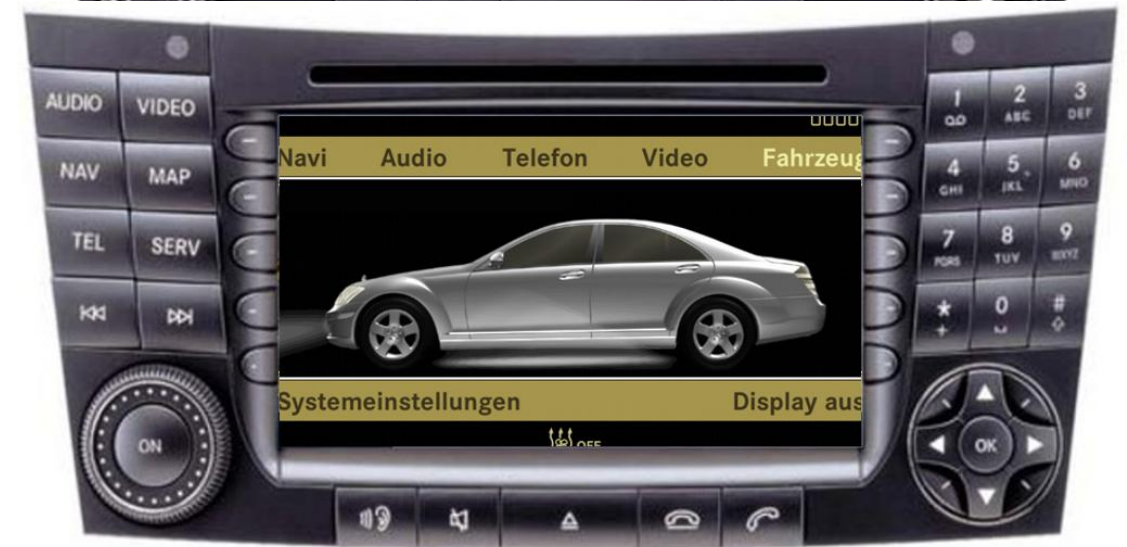 AUDIO VIDEO
NAV MAP
TEL SERV
ON
Navi Audio Telefon Video Fahrzeug
Systemeinstellungen Display aus
OFF
1 2 ABC 3 DEF
4 GHI 5 JKL 6 MNO
7 PQRS 8 TUV 9 WXYZ
* + 0 #
OK